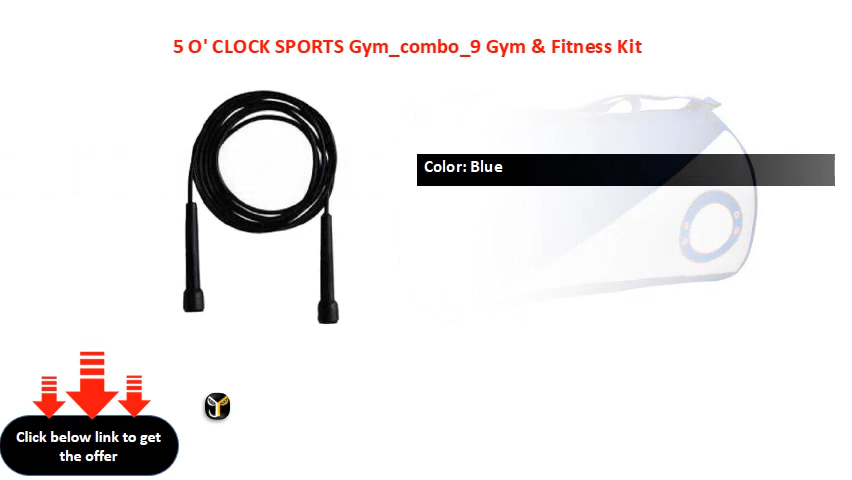 5 O' CLOCK SPORTS Gym_combo_9 Gym & Fitness Kit
Color: Blue
Click below link to get
the offer